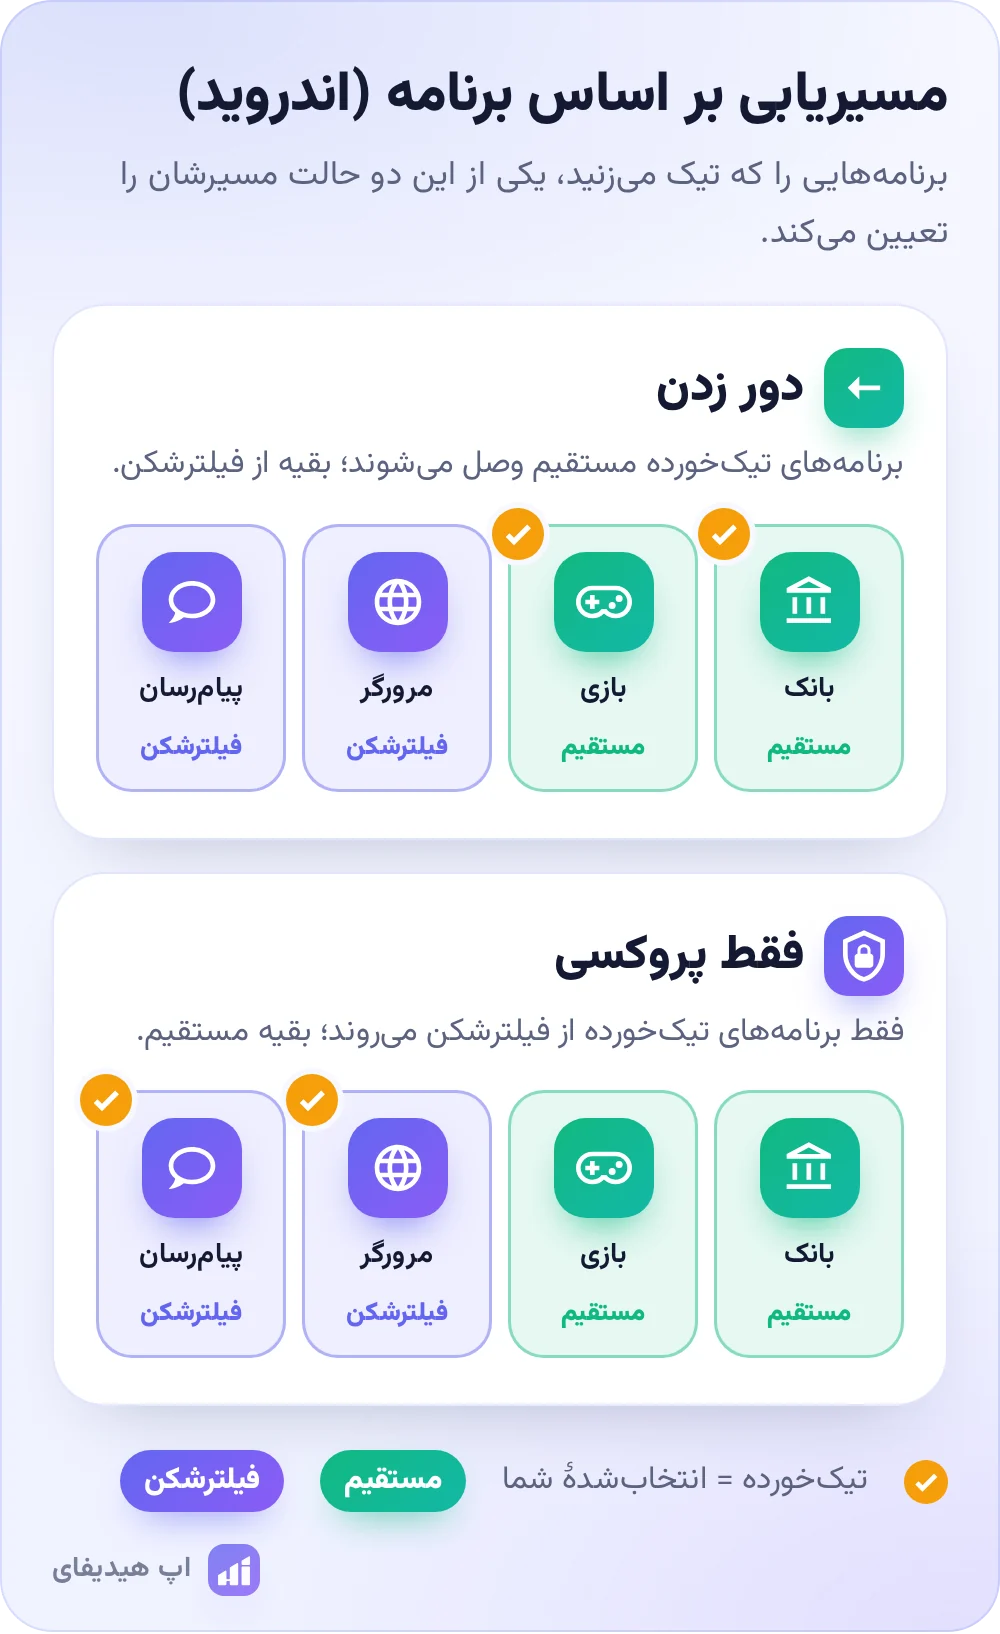 مسیریابی بر اساس برنامه (اندروید)
برنامه‌هایی را که تیک می‌زنید، یکی از این دو حالت مسیرشان را
تعیین می‌کند.
دور زدن
برنامه‌های تیک‌خورده مستقیم وصل می‌شوند؛ بقیه از فیلترشکن.
بانک
مستقیم
بازی
مستقیم
مرورگر
فیلترشکن
پیام‌رسان
فیلترشکن
فقط پروکسی
فقط برنامه‌های تیک‌خورده از فیلترشکن می‌روند؛ بقیه مستقیم.
بانک
مستقیم
بازی
مستقیم
مرورگر
فیلترشکن
پیام‌رسان
فیلترشکن
تیک‌خورده = انتخاب‌شدهٔ شما
مستقیم
فیلترشکن
اپ هیدیفای